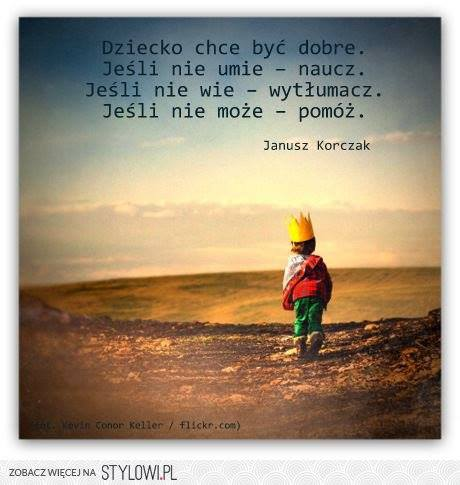 Dziecko chce być dobre.
Jeśli nie umie – naucz.
Jeśli nie wie – wytłumacz.
Jeśli nie może – pomóż.
Janusz Korczak
(fot. Kevin Conor Keller / flickr.com)
ZOBACZ WIĘCEJ NA STYLOWI.PL